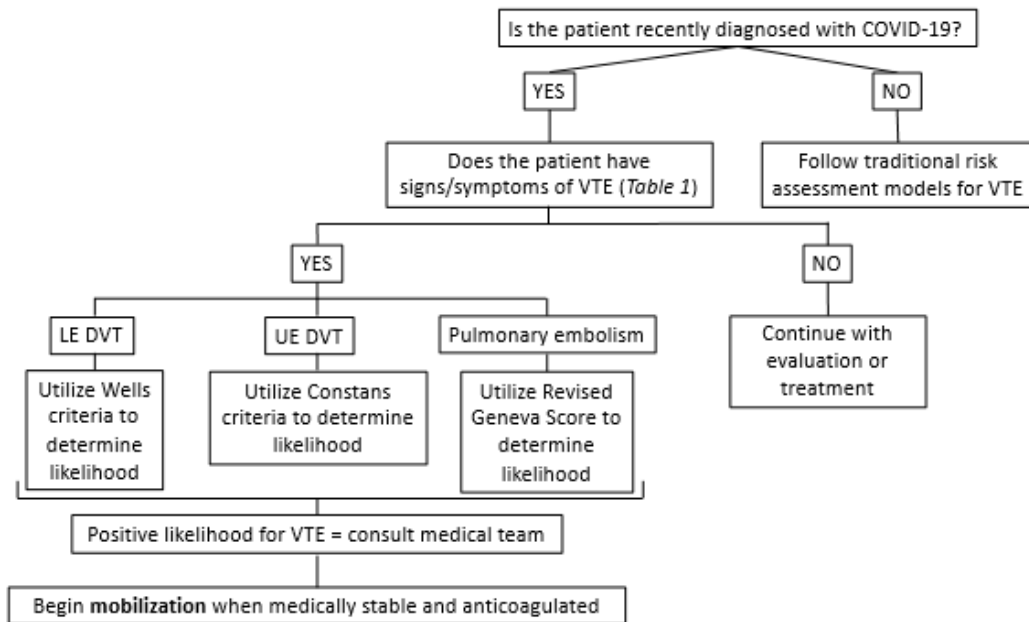 Is the patient recently diagnosed with COVID-19?
YES
NO
Does the patient have
signs/symptoms of VTE (Table 1)
Follow traditional risk
assessment models for VTE
YES
NO
LE DVT
UE DVT
Pulmonary embolism
Continue with
evaluation or
treatment
Utilize Wells
criteria to
determine
likelihood
Utilize Constans
criteria to determine
likelihood
Utilize Revised
Geneva Score to
determine
likelihood
Positive likelihood for VTE = consult medical team
Begin mobilization when medically stable and anticoagulated